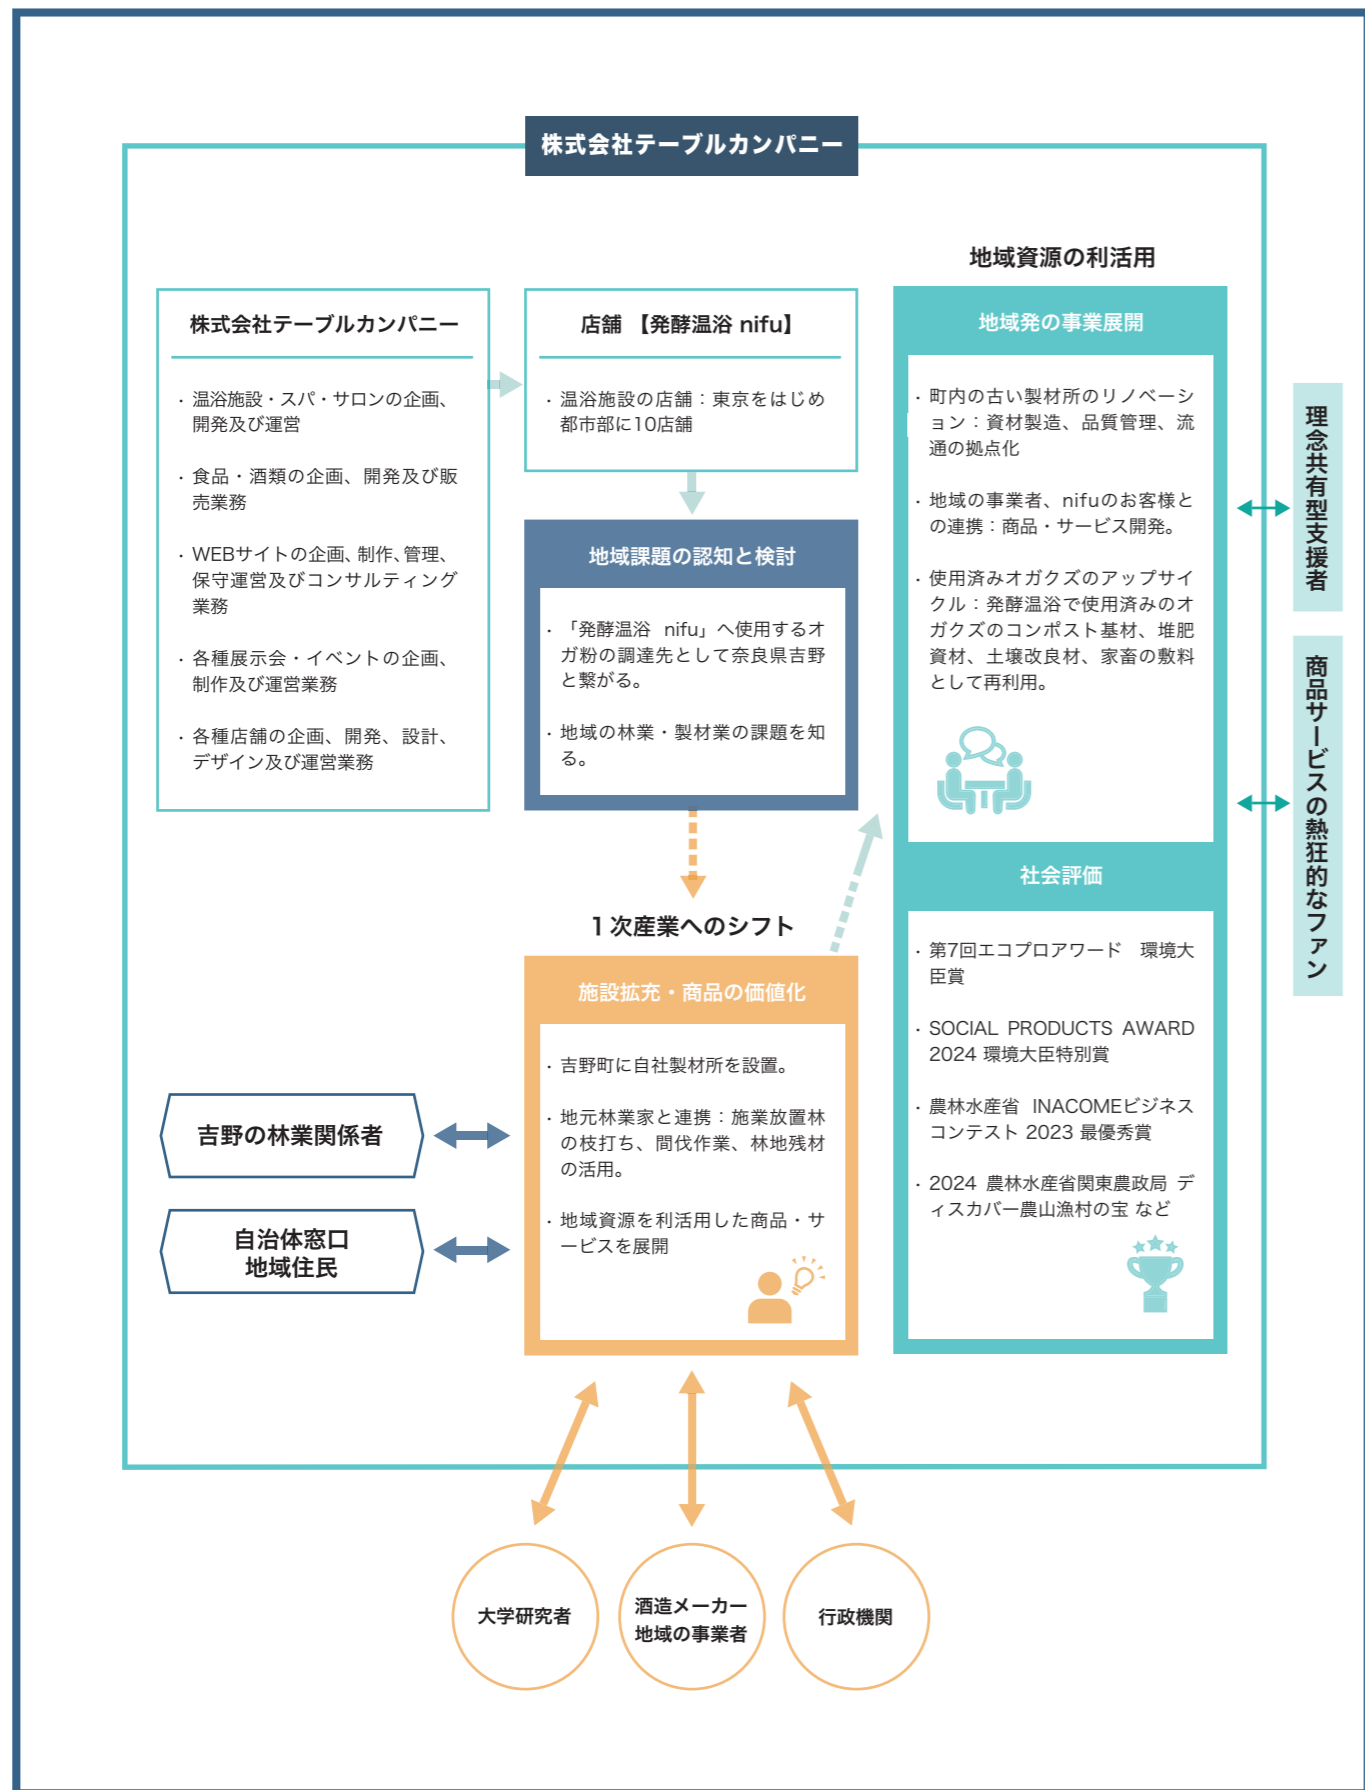 株式会社テーブルカンパニー
株式会社テーブルカンパニー
・温浴施設・スパ・サロンの企画、
開発及び運営
・食品・酒類の企画、開発及び販
売業務
・WEBサイトの企画、制作、管理、
保守運営及びコンサルティング
業務
・各種展示会・イベントの企画、
制作及び運営業務
・各種店舗の企画、開発、設計、
デザイン及び運営業務
店舗 【発酵温浴 nifu】
・温浴施設の店舗：東京をはじめ
都市部に10店舗
地域課題の認知と検討
・「発酵温浴 nifu」へ使用するオ
ガ粉の調達先として奈良県吉野
と繋がる。
・地域の林業・製材業の課題を知
る。
1次産業へのシフト
施設拡充・商品の価値化
・吉野町に自社製材所を設置。
・地元林業家と連携：施業放置林
の枝打ち、間伐作業、林地残材
の活用。
・地域資源を利活用した商品・サ
ービスを展開
吉野の林業関係者
自治体窓口
地域住民
地域資源の利活用
地域発の事業展開
・町内の古い製材所のリノベーシ
ョン：資材製造、品質管理、流
通の拠点化
・地域の事業者、nifuのお客様と
の連携：商品・サービス開発。
・使用済みオガクズのアップサイ
クル：発酵温浴で使用済みのオ
ガクズのコンポスト基材、堆肥
資材、土壌改良材、家畜の敷料
として再利用。
社会評価
・第7回エコプロアワード 環境大
臣賞
・SOCIAL PRODUCTS AWARD
2024 環境大臣特別賞
・農林水産省 INACOMEビジネス
コンテスト 2023 最優秀賞
・2024 農林水産省関東農政局 デ
ィスカバー農山漁村の宝 など
理念共有型支援者
商品サービスの熱狂的なファン
大学研究者
酒造メーカー
地域の事業者
行政機関